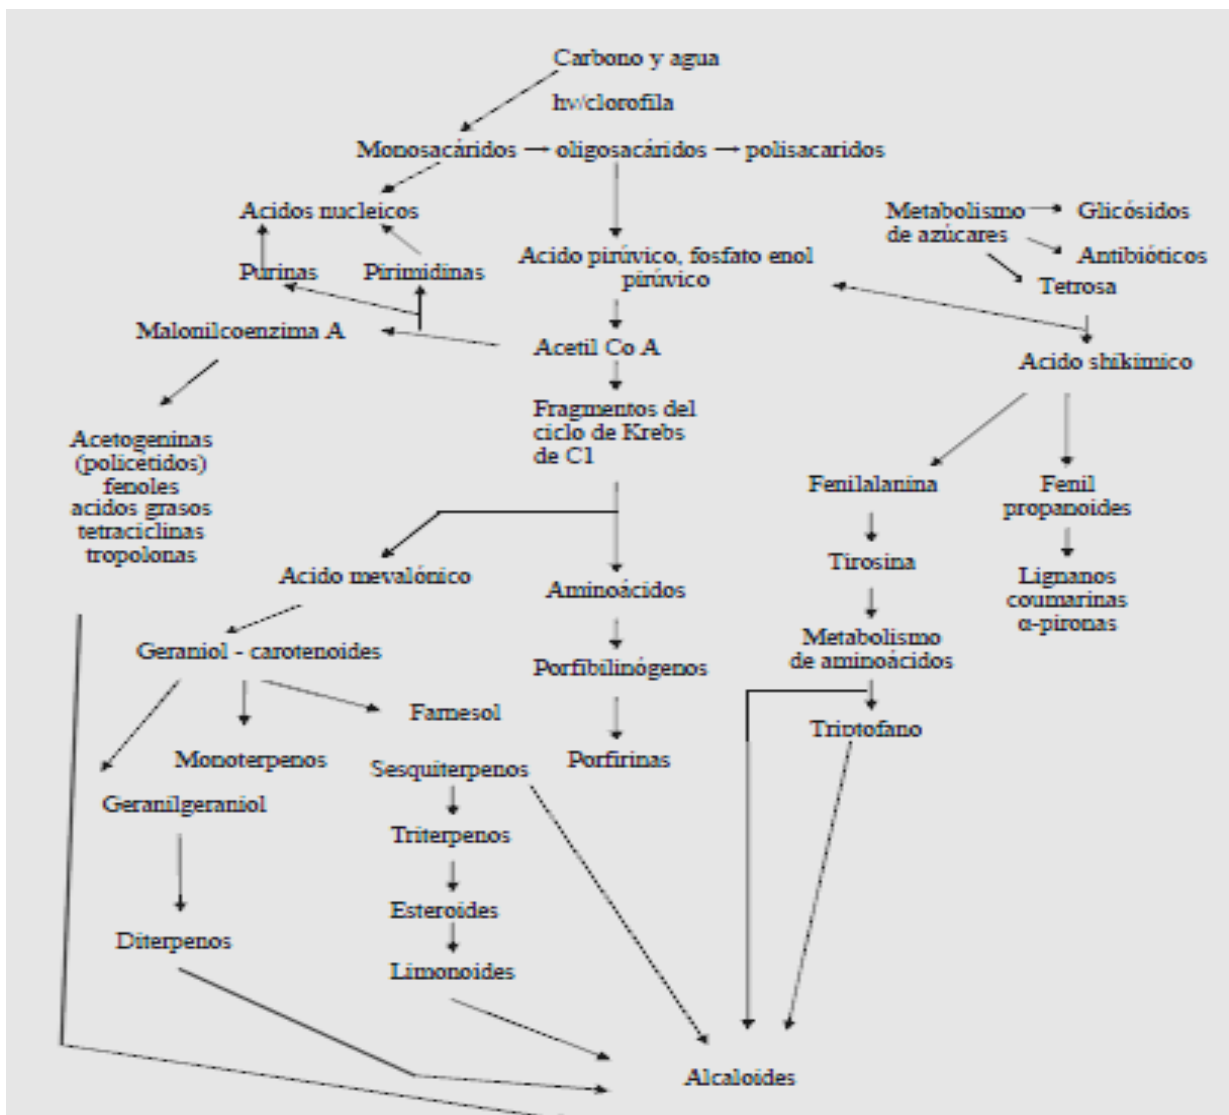 Carbono y agua
hv/clorofila
Monosacáridos → oligosacáridos → polisacaridos
Acidos nucleicos
Metabolismo
de azúcares
Glicósidos
Antibióticos
Tetrosa
Purinas
Pirimidinas
Acido pirúvico, fosfato enol
pirúvico
Malonilcoenzima A
Acetil Co A
Acido shikimico
Fragmentos del
ciclo de Krebs
de C1
Acetogeninas
(policétidos)
fenoles
acidos grasos
tetraciclinas
tropolonas
Fenilalanina
Fenil
propanoides
Tirosina
Lignanos
coumarinas
α-pironas
Acido mevalónico
Aminoácidos
Geraniol - carotenoides
Porfibilinógenos
Metabolismo
de aminoácidos
Farnesol
Triptofano
Monoterpenos
Sesquiterpenos
Porfirinas
Geranilgeraniol
Triterpenos
Esteroides
Diterpenos
Limonoides
Alcaloides